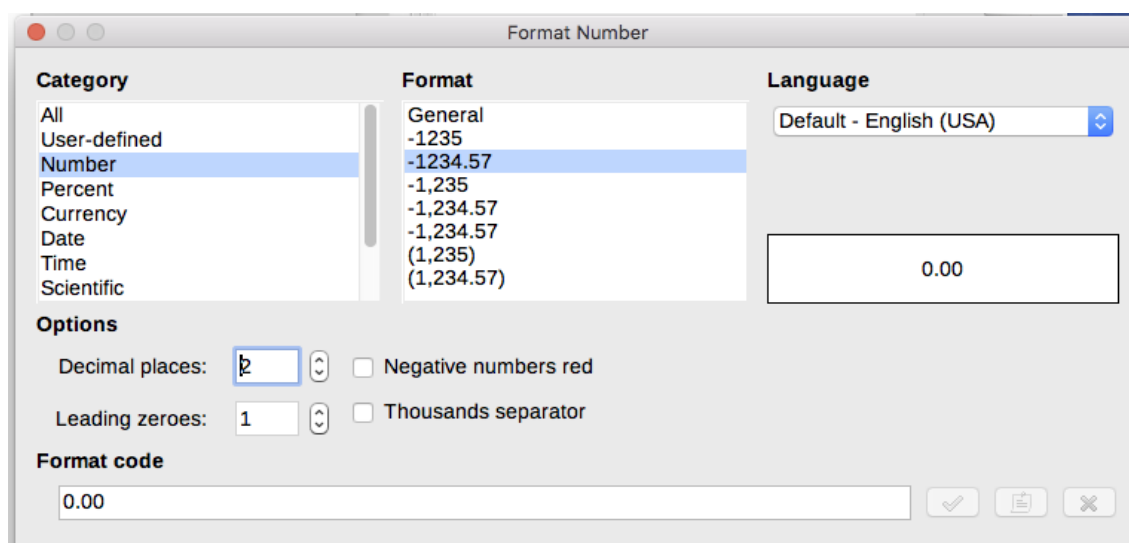 Format Number
Category
All
User-defined
Number
Percent
Currency
Date
Time
Scientific
Format
General
-1235
-1234.57
-1,235
-1,234.57
-1,234.57
(1,235)
(1,234.57)
Language
Default - English (USA)
0.00
Options
Decimal places: 2
Negative numbers red
Leading zeroes: 1
Thousands separator
Format code
0.00